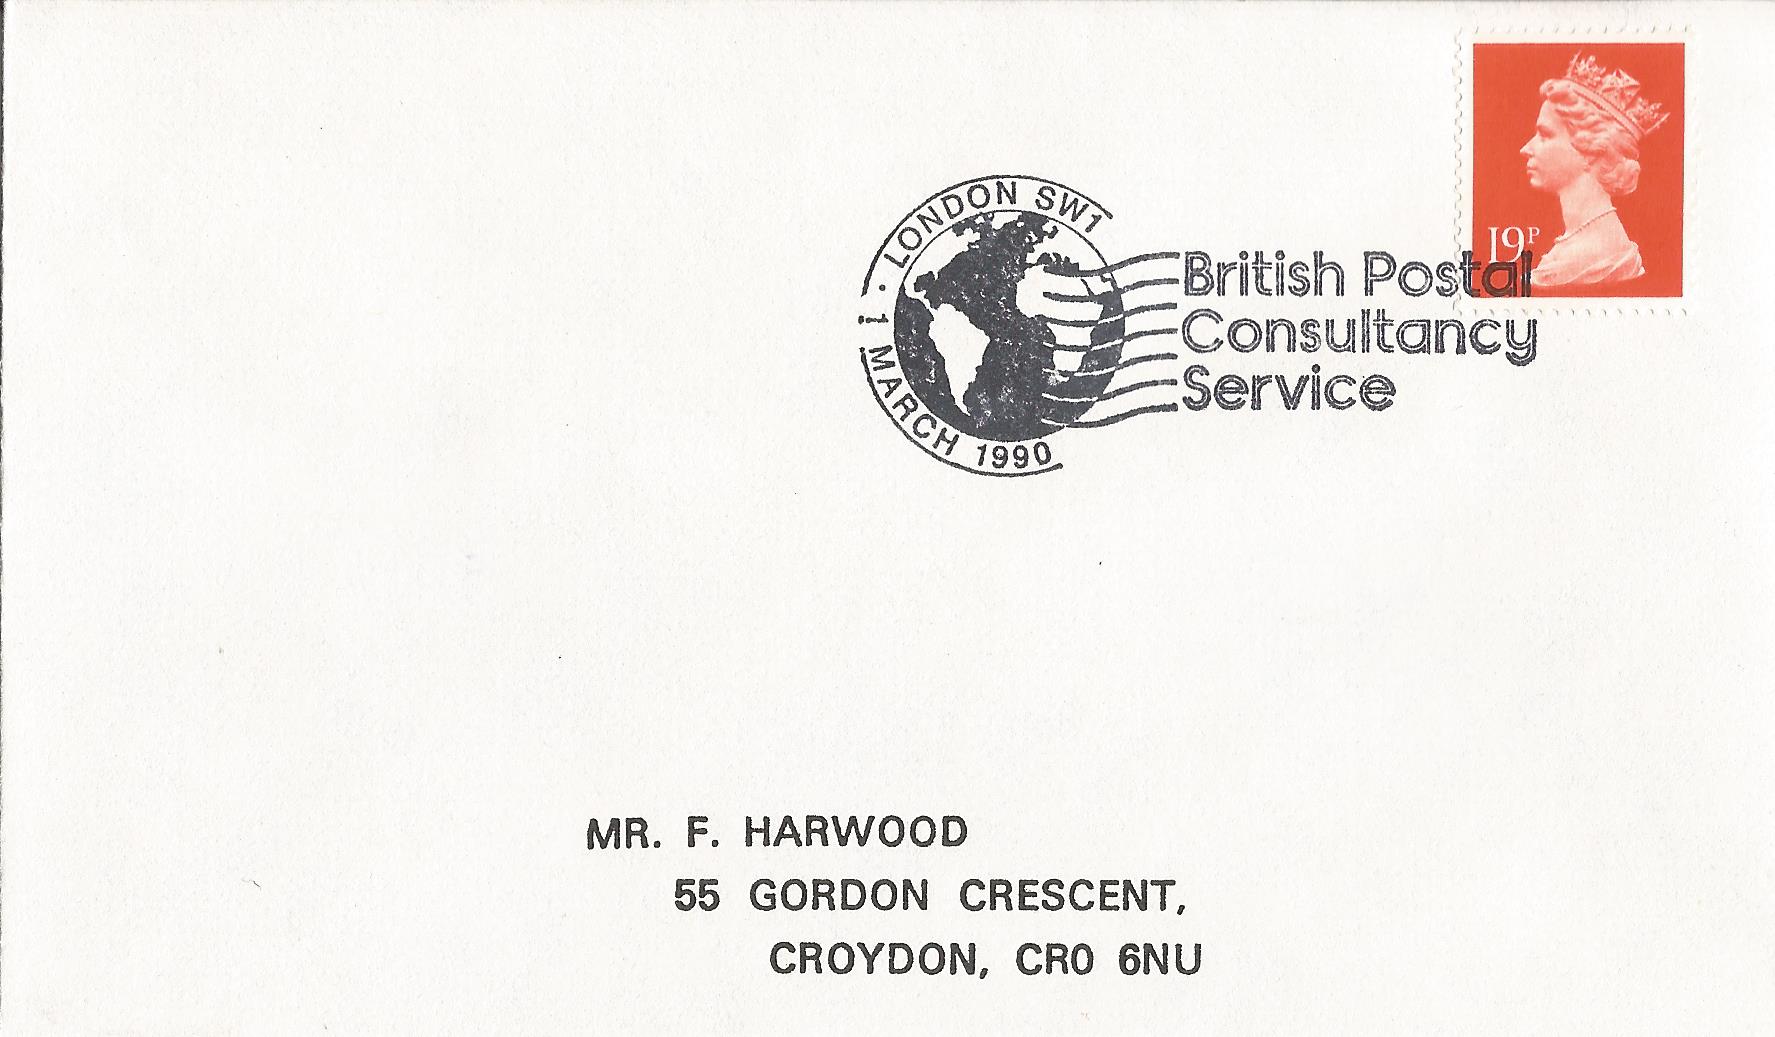 19P
LONDON SW1
British Postal
Consultancy
Service
1 MARCH 1990
MR. F. HARWOOD
55 GORDON CRESCENT,
CROYDON, CR0 6NU